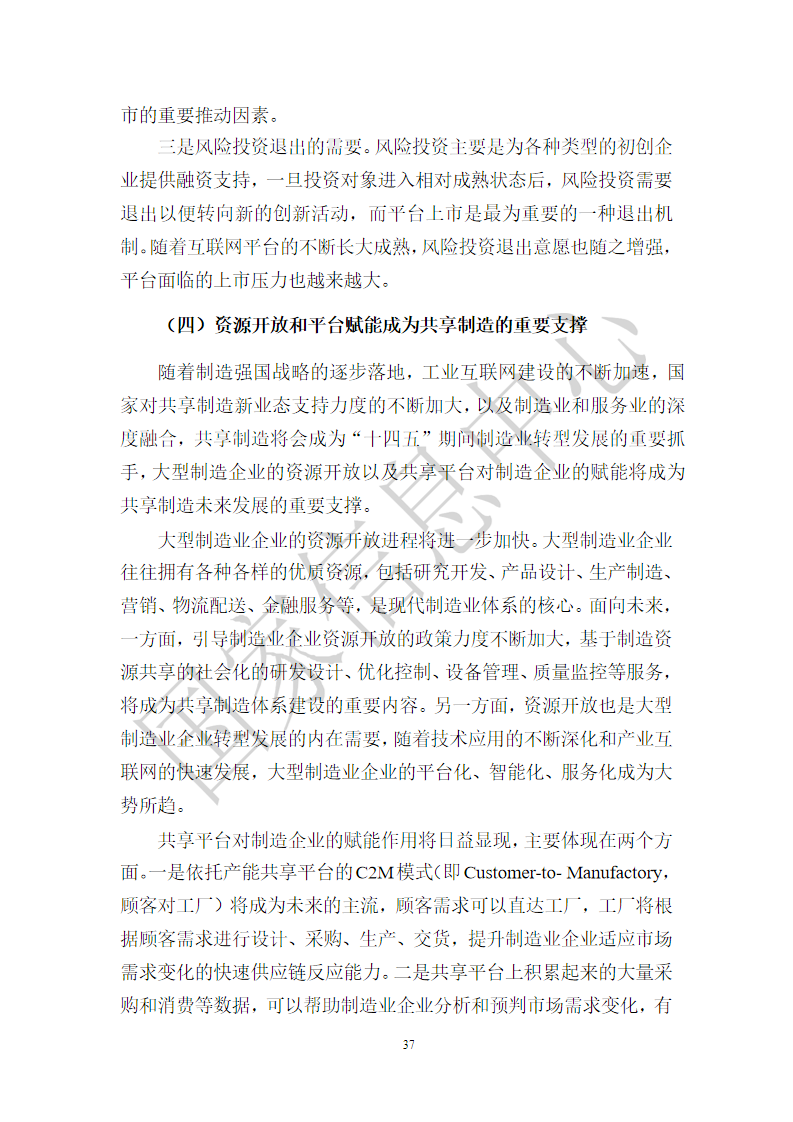 市的重要推动因素。
三是风险投资退出的需要。风险投资主要是为各种类型的初创企
业提供融资支持，一旦投资对象进入相对成熟状态后，风险投资需要
退出以便转向新的创新活动，而平台上市是最为重要的一种退出机
制。随着互联网平台的不断长大成熟，风险投资退出意愿也随之增强，
平台面临的上市压力也越来越大。
（四）资源开放和平台赋能成为共享制造的重要支撑
随着制造强国战略的逐步落地，工业互联网建设的不断加速，国
家对共享制造新业态支持力度的不断加大，以及制造业和服务业的深
度融合，共享制造将会成为“十四五”期间制造业转型发展的重要抓
手，大型制造企业的资源开放以及共享平台对制造企业的赋能将成为
共享制造未来发展的重要支撑。
大型制造业企业的资源开放进程将进一步加快。大型制造业企业
往往拥有各种各样的优质资源，包括研究开发、产品设计、生产制造、
营销、物流配送、金融服务等，是现代制造业体系的核心。面向未来，
一方面，引导制造业企业资源开放的政策力度不断加大，基于制造资
源共享的社会化的研发设计、优化控制、设备管理、质量监控等服务，
将成为共享制造体系建设的重要内容。另一方面，资源开放也是大型
制造业企业转型发展的内在需要，随着技术应用的不断深化和产业互
联网的快速发展，大型制造业企业的平台化、智能化、服务化成为大
势所趋。
共享平台对制造企业的赋能作用将日益显现，主要体现在两个方
面。一是依托产能共享平台的C2M模式（即Customer-to- Manufactory，
顾客对工厂）将成为未来的主流，顾客需求可以直达工厂，工厂将根
据顾客需求进行设计、采购、生产、交货，提升制造业企业适应市场
需求变化的快速供应链反应能力。二是共享平台上积累起来的大量采
购和消费等数据，可以帮助制造业企业分析和预判市场需求变化，有
37
国家信息中心